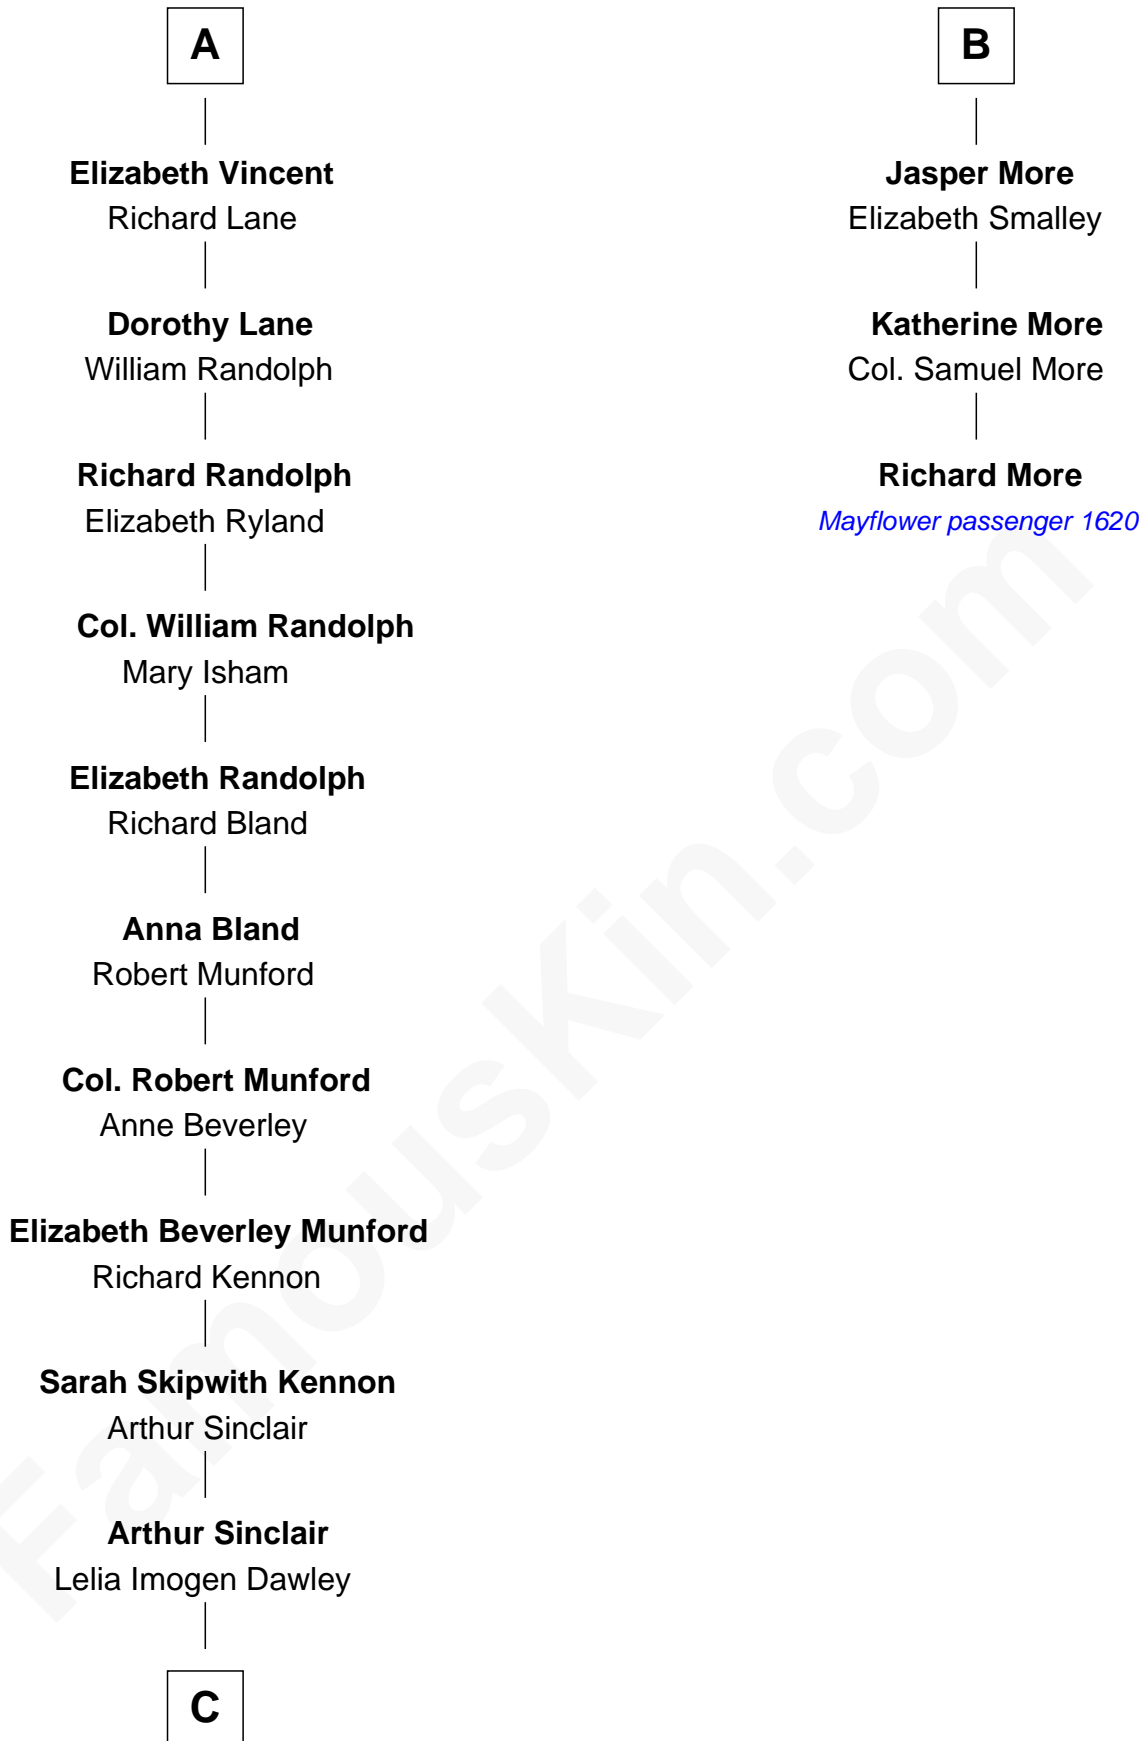 A
Elizabeth Vincent
Richard Lane
Dorothy Lane
William Randolph
Richard Randolph
Elizabeth Ryland
Col. William Randolph
Mary Isham
Elizabeth Randolph
Richard Bland
Anna Bland
Robert Munford
Col. Robert Munford
Anne Beverley
Elizabeth Beverley Munford
Richard Kennon
Sarah Skipwith Kennon
Arthur Sinclair
Arthur Sinclair
Lelia Imogen Dawley
C
B
Jasper More
Elizabeth Smalley
Katherine More
Col. Samuel More
Richard More
Mayflower passenger 1620
FamousKin.com